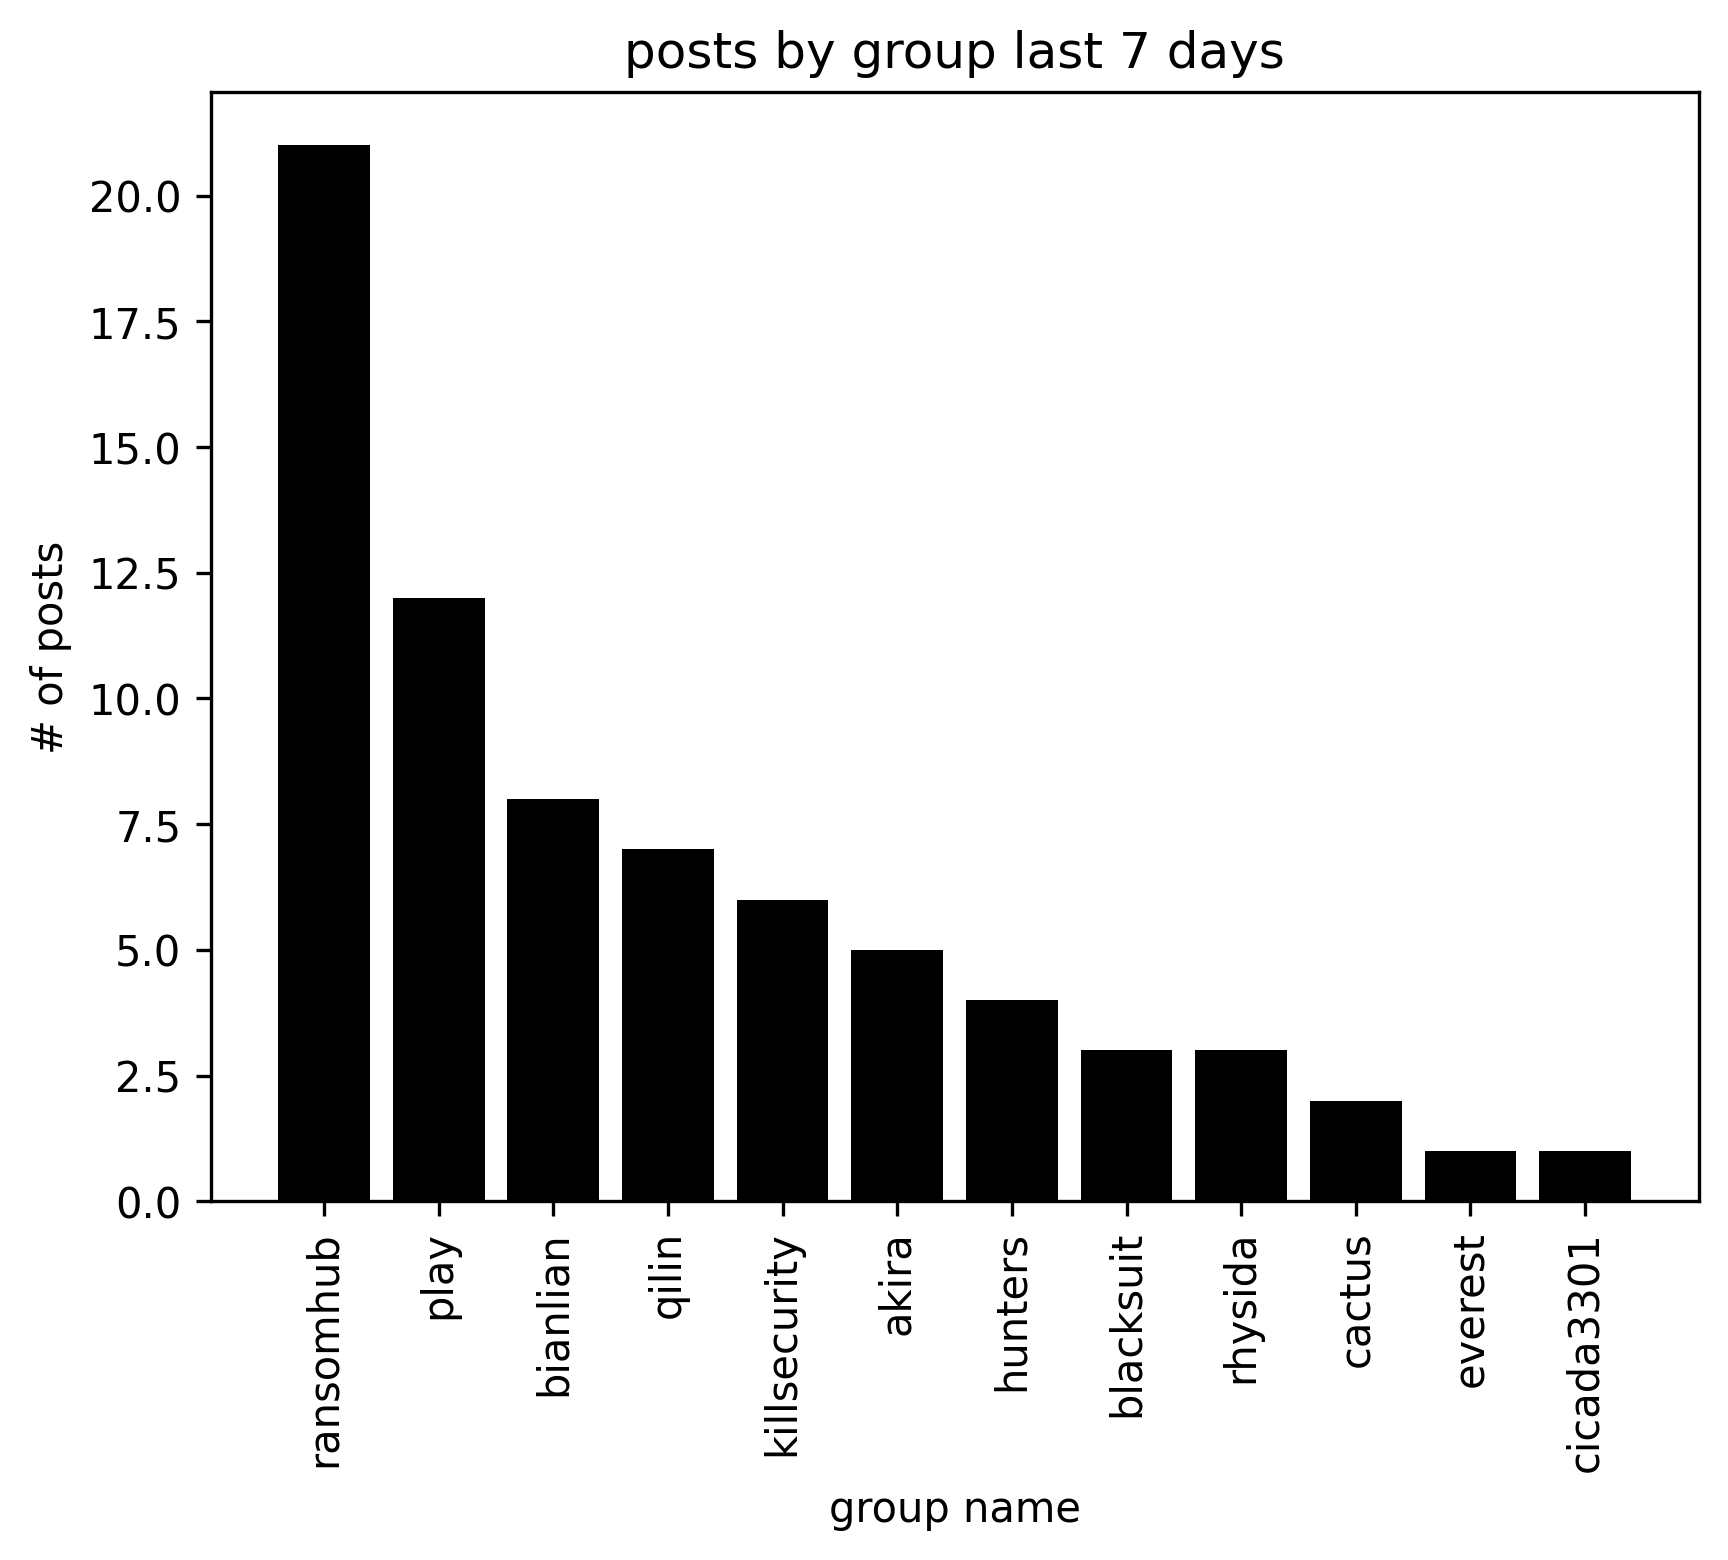 posts by group last 7 days
# of posts
20.0
17.5
15.0
12.5
10.0
7.5
5.0
2.5
0.0
ransomhub
play
bianlian
qilin
killsecurity
akira
hunters
blacksuit
rhysida
cactus
everest
cicada3301
group name